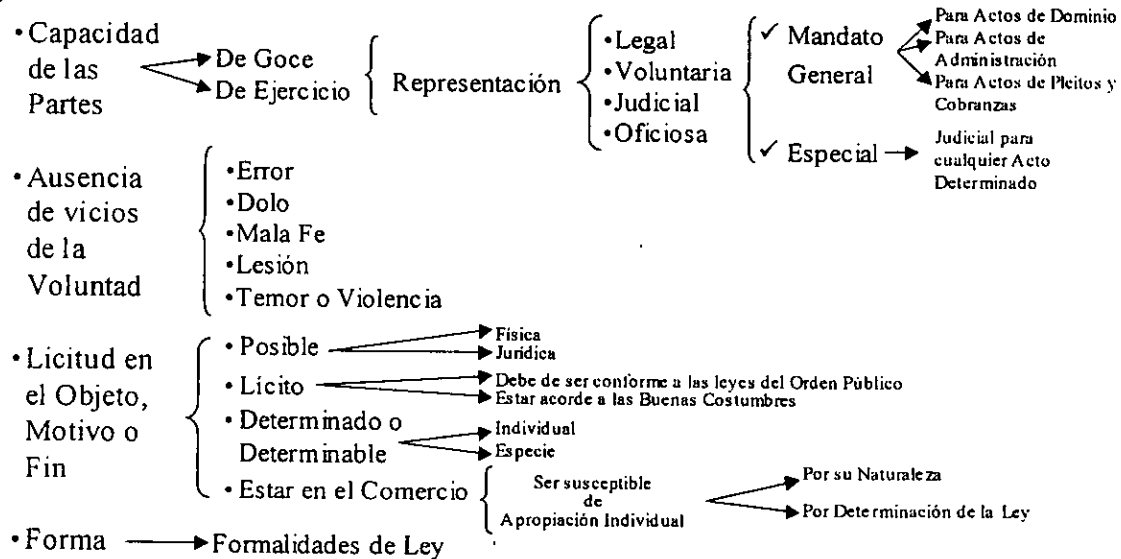 •Capacidad
de las
Partes
De Goce
De Ejercicio
Representación
•Legal
•Voluntaria
•Judicial
•Oficiosa
✓ Mandato
General
Para Actos de Dominio
Para Actos de
Administración
Para Actos de Pleitos y
Cobranzas
✓ Especial
Judicial para
cualquier Acto
Determinado
•Ausencia
de vicios
de la
Voluntad
•Error
•Dolo
•Mala Fe
•Lesión
•Temor o Violencia
•Licitud en
el Objeto,
Motivo o
Fin
•Posible
Física
Jurídica
•Lícito
Debe de ser conforme a las leyes del Orden Público
Estar acorde a las Buenas Costumbres
•Determinado o
Determinable
Individual
Especie
•Estar en el Comercio
Ser susceptible
de
Apropiación Individual
Por su Naturaleza
Por Determinación de la Ley
•Forma
Formalidades de Ley